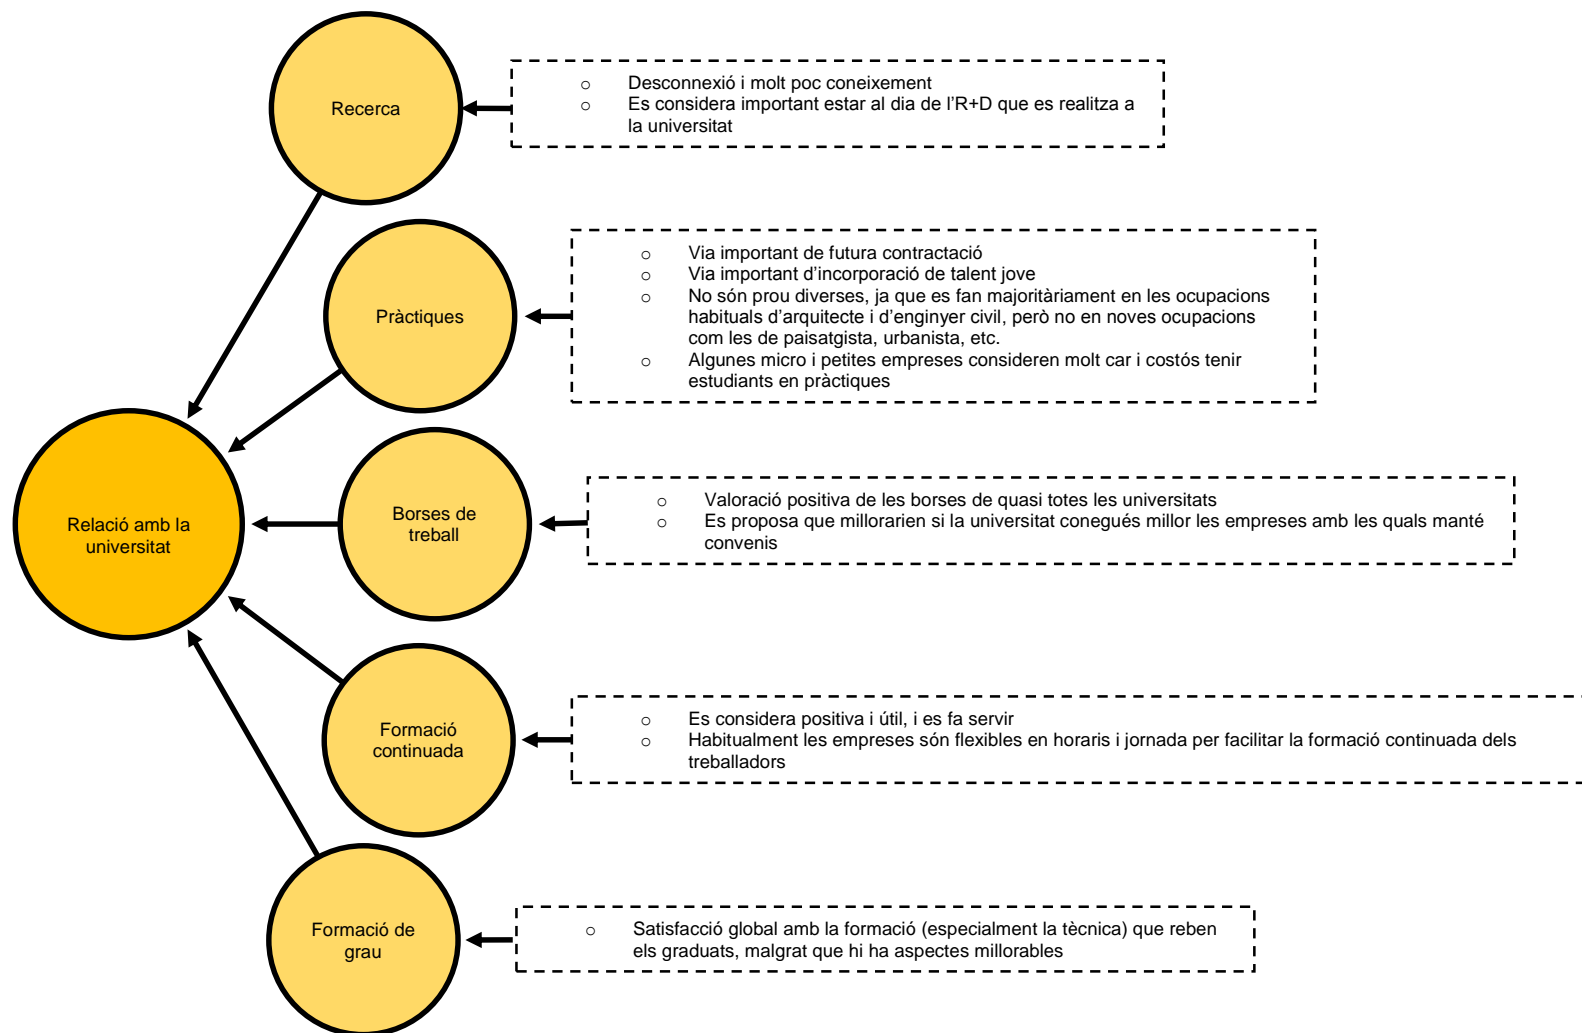 Recerca
o Desconnexió i molt poc coneixement
o Es considera important estar al dia de l’R+D que es realitza a
la universitat
Pràctiques
o Via important de futura contractació
o Via important d’incorporació de talent jove
o No són prou diverses, ja que es fan majoritàriament en les ocupacions
habituals d’arquitecte i d’enginyer civil, però no en noves ocupacions
com les de paisatgista, urbanista, etc.
o Algunes micro i petites empreses consideren molt car i costós tenir
estudiants en pràctiques
Relació amb la
universitat
Borses de
treball
o Valoració positiva de les borses de quasi totes les universitats
o Es proposa que millorarien si la universitat conegués millor les empreses amb les quals manté
convenis
Formació
continuada
o Es considera positiva i útil, i es fa servir
o Habitualment les empreses són flexibles en horaris i jornada per facilitar la formació continuada dels
treballadors
Formació de
grau
o Satisfacció global amb la formació (especialment la tècnica) que reben
els graduats, malgrat que hi ha aspectes millorables